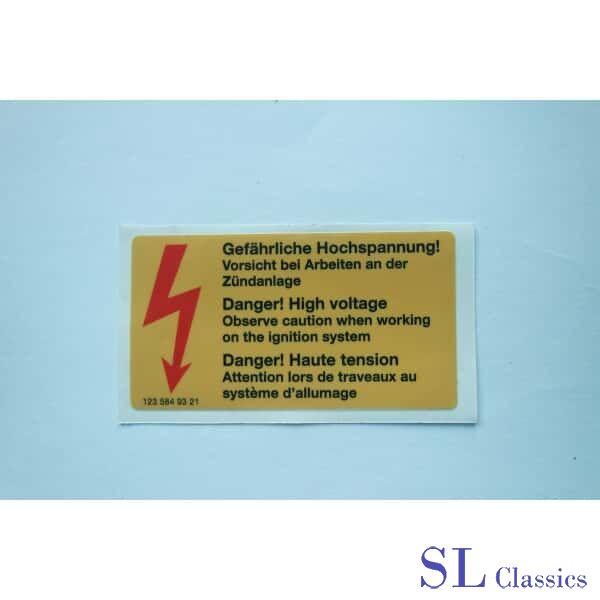 Gefährliche Hochspannung!
Vorsicht bei Arbeiten an der
Zündanlage
Danger! High voltage
Observe caution when working
on the ignition system
Danger! Haute tension
Attention lors de traveaux au
système d'allumage
123 584 93 21
SL Classics